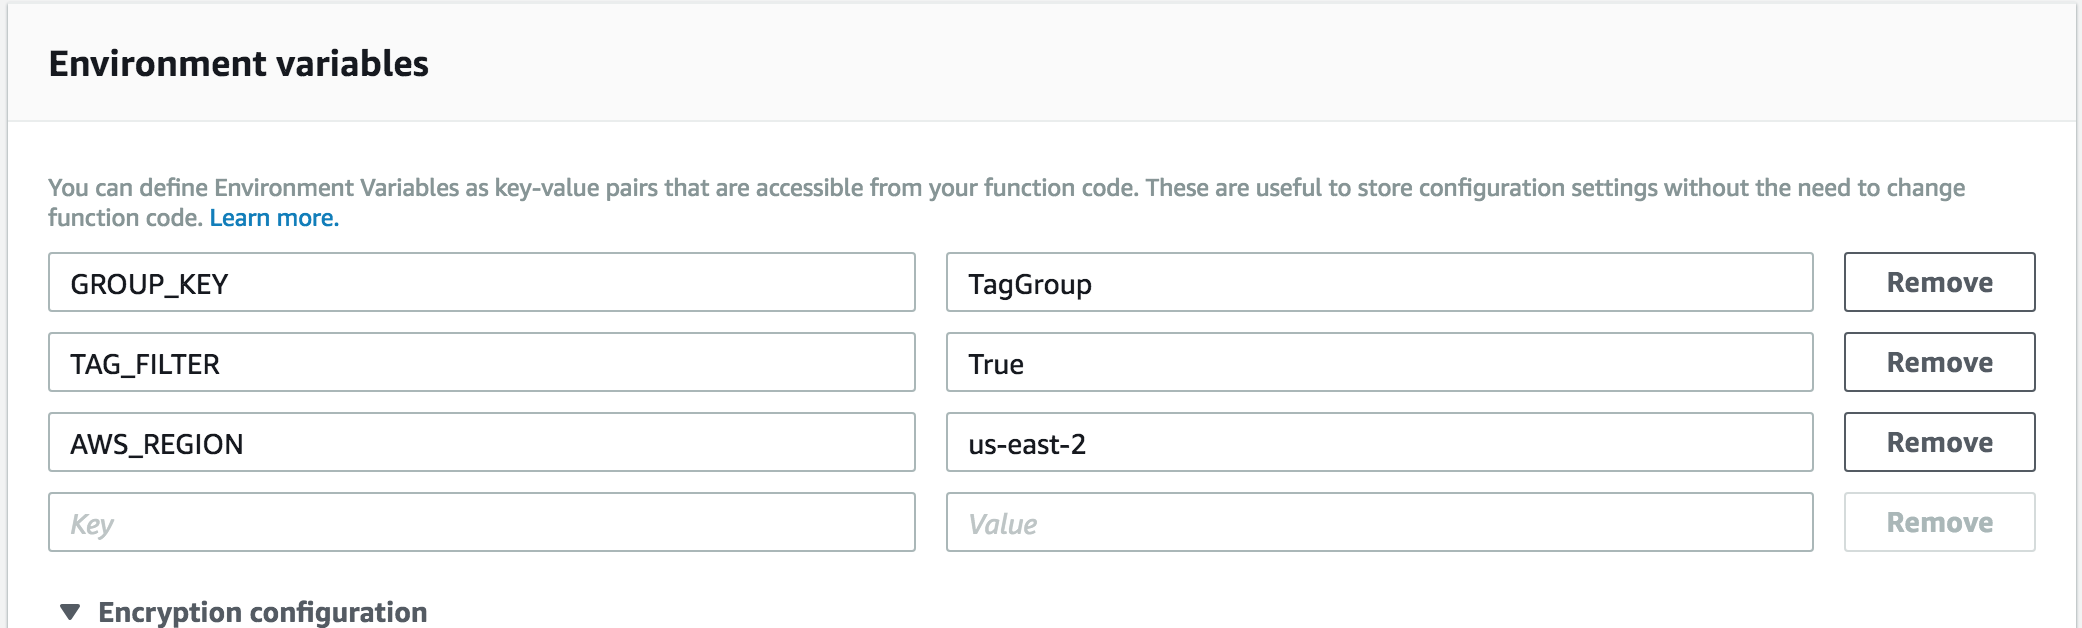 Environment variables
You can define Environment Variables as key-value pairs that are accessible from your function code. These are useful to store configuration settings without the need to change
function code. Learn more.
GROUP_KEY TagGroup Remove
TAG_FILTER True Remove
AWS_REGION us-east-2 Remove
Key Value Remove
Encryption configuration